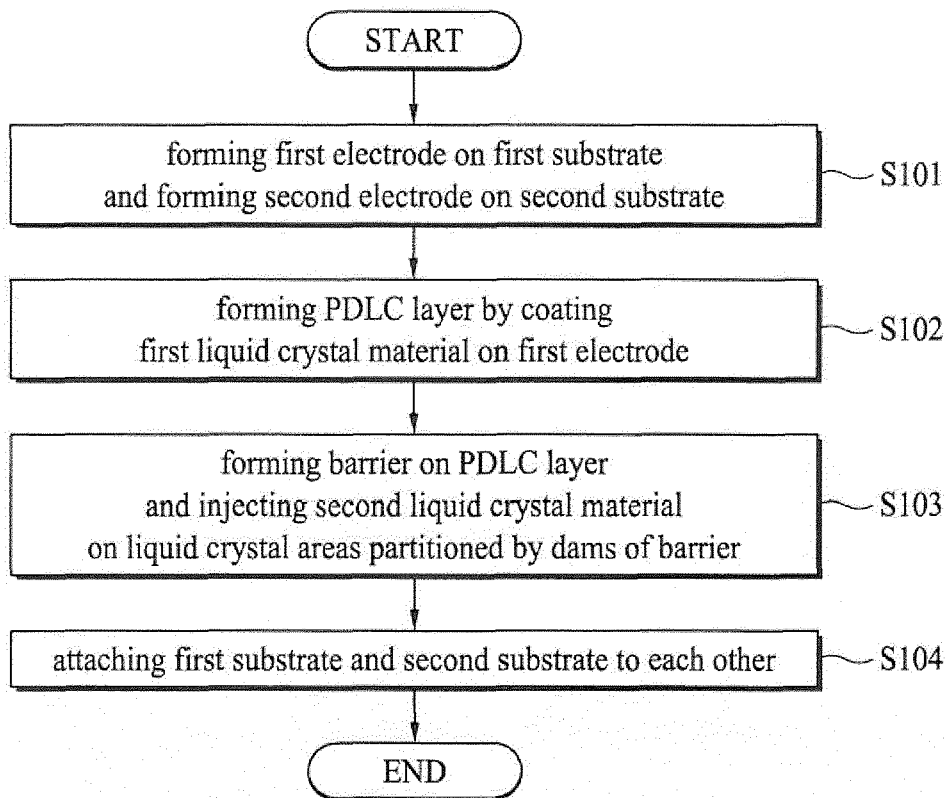 START
forming first electrode on first substrate
and forming second electrode on second substrate
S101
forming PDLC layer by coating
first liquid crystal material on first electrode
S102
forming barrier on PDLC layer
and injecting second liquid crystal material
on liquid crystal areas partitioned by dams of barrier
S103
attaching first substrate and second substrate to each other
S104
END